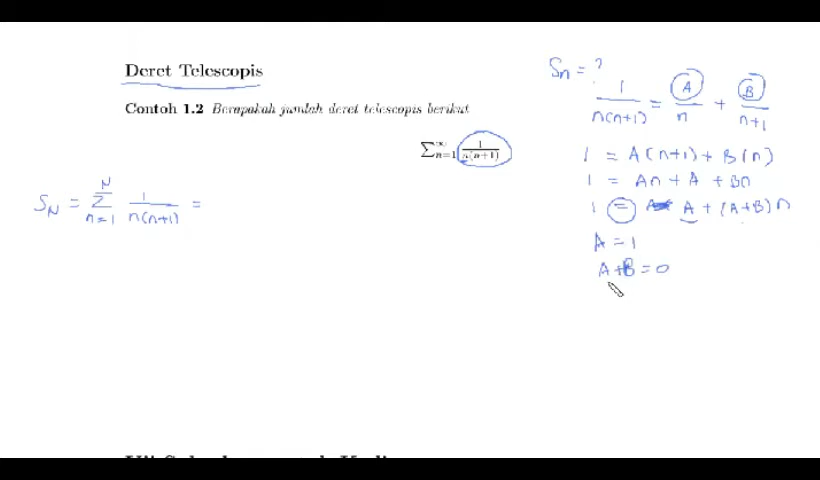 Deret Telescopis
Contoh 1.2 Berapakah jumlah deret telescopis berikut
∑_{n=1}^{∞} 1/(n(n+1))
S_N = ∑_{n=1}^{N} 1/(n(n+1)) =
S_n = ?
1/(n(n+1)) = A/n + B/(n+1)
1 = A(n+1) + B(n)
1 = An + A + Bn
1 = A + (A+B)n
A = 1
A+B = 0